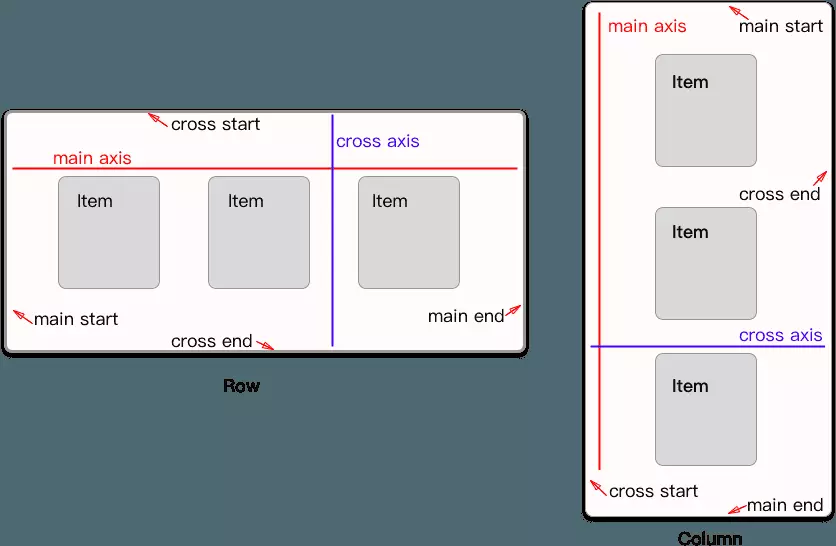 cross start
cross axis
main axis
Item
Item
Item
main start
main end
cross end
Row
main axis
main start
Item
cross end
Item
cross axis
Item
cross start
main end
Column